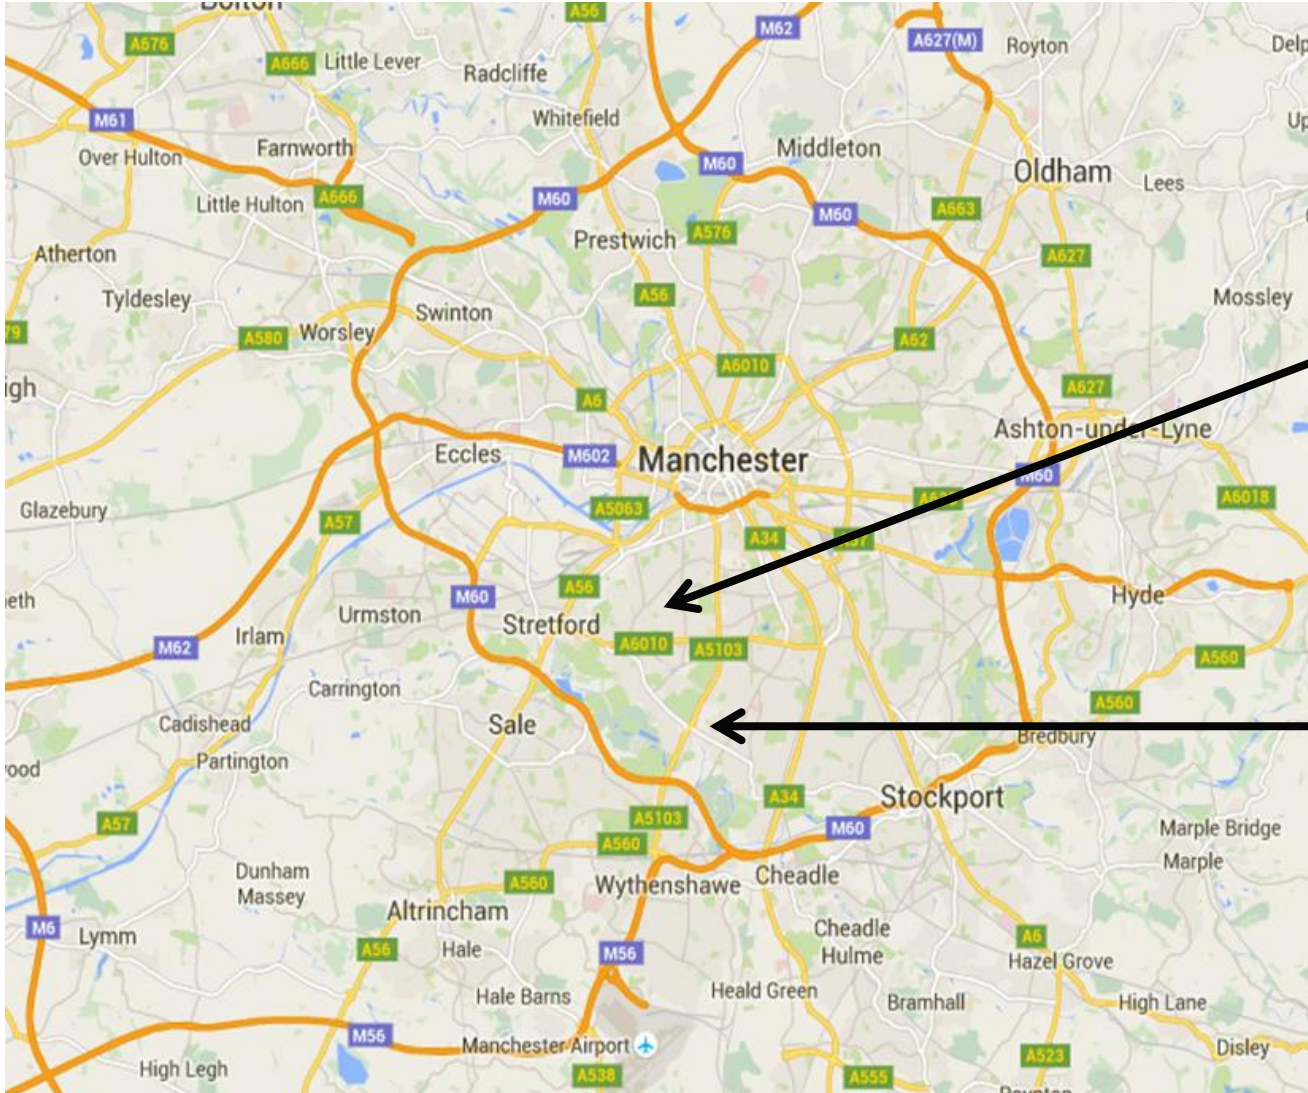 Bolton
A56
M62
A627(M)
Royton
Delp
A676
A666
Little Lever
Radcliffe
M61
Whitefield
Up
Over Hulton
Farnworth
M60
Middleton
Oldham
Lees
A666
Little Hulton
M60
M60
A663
Prestwich
A576
Atherton
A627
Tyldesley
A56
Mossley
Swinton
79
A580
Worsley
A62
A6010
igh
A6
A627
Ashton-under-Lyne
Eccles
M602
Manchester
M60
Glazebury
A57
A5063
A6018
A34
A57
eth
A56
M60
Hyde
Urmston
Stretford
Irlam
M62
A6010
A5103
A560
Carrington
A560
Cadishead
Sale
Bredbury
ood
Partington
A34
Stockport
A57
A5103
M60
Marple Bridge
A560
Marple
Dunham
Massey
A560
Wythenshawe
Cheadle
Altrincham
M6
Lymm
A56
Hale
M56
Cheadle
Hulme
A6
Hazel Grove
Hale Barns
Heald Green
Bramhall
High Lane
M56
Manchester Airport
Disley
High Legh
A538
A555
A523